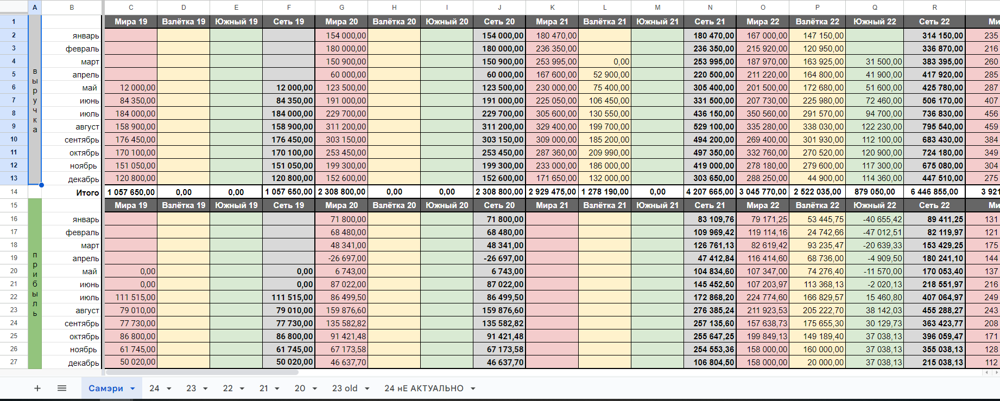 A B C D E F G H I J K L M N O P Q R
1 Мира 19 Взлётка 19 Южный 19 Сеть 19 Мира 20 Взлётка 20 Южный 20 Сеть 20 Мира 21 Взлётка 21 Южный 21 Сеть 21 Мира 22 Взлётка 22 Южный 22 Сеть 22 Ми
выручка
2 январь 154 000,00 154 000,00 180 470,00 180 470,00 167 000,00 147 150,00 314 150,00 235
3 февраль 180 000,00 180 000,00 236 350,00 236 350,00 215 920,00 120 950,00 336 870,00 216
4 март 150 900,00 150 900,00 253 995,00 0,00 253 995,00 187 970,00 163 925,00 31 500,00 383 395,00 260
5 апрель 60 000,00 60 000,00 167 600,00 52 900,00 220 500,00 211 220,00 164 800,00 41 900,00 417 920,00 285
6 май 12 000,00 12 000,00 123 500,00 123 500,00 230 000,00 75 400,00 305 400,00 201 500,00 172 680,00 51 600,00 425 780,00 287
7 июнь 84 350,00 84 350,00 191 000,00 191 000,00 225 050,00 106 450,00 331 500,00 207 730,00 225 980,00 72 460,00 506 170,00 407
8 июль 184 000,00 184 000,00 229 700,00 229 700,00 305 600,00 130 550,00 436 150,00 350 560,00 291 570,00 94 700,00 736 830,00 456
9 август 158 900,00 158 900,00 311 200,00 311 200,00 329 400,00 199 700,00 529 100,00 335 280,00 338 030,00 122 230,00 795 540,00 459
10 сентябрь 176 450,00 176 450,00 303 150,00 303 150,00 309 000,00 185 200,00 494 200,00 269 400,00 301 930,00 112 100,00 683 430,00 384
11 октябрь 170 100,00 170 100,00 253 450,00 253 450,00 287 360,00 209 990,00 497 350,00 332 760,00 270 520,00 120 900,00 724 180,00 349
12 ноябрь 151 050,00 151 050,00 199 300,00 199 300,00 233 000,00 186 000,00 419 000,00 278 180,00 279 600,00 117 300,00 675 080,00 304
13 декабрь 120 800,00 120 800,00 152 600,00 152 600,00 171 650,00 132 000,00 303 650,00 288 250,00 44 900,00 114 360,00 447 510,00 275
14 Итого 1 057 650,00 0,00 0,00 1 057 650,00 2 308 800,00 0,00 0,00 2 308 800,00 2 929 475,00 1 278 190,00 0,00 4 207 665,00 3 045 770,00 2 522 035,00 879 050,00 6 446 855,00 3 921
15 Мира 19 Взлётка 19 Южный 19 Сеть 19 Мира 20 Взлётка 20 Южный 20 Сеть 20 Мира 21 Взлётка 21 Южный 21 Сеть 21 Мира 22 Взлётка 22 Южный 22 Сеть 22 Ми
прибыль
16 январь 71 800,00 71 800,00 83 109,76 79 171,25 53 445,75 -40 655,42 89 411,25 131
17 февраль 68 480,00 68 480,00 109 969,42 119 114,16 24 742,66 -47 012,51 82 119,97 121
18 март 48 341,00 48 341,00 126 761,13 82 619,42 93 235,47 -20 639,33 153 429,25 175
19 апрель -26 697,00 -26 697,00 47 412,84 116 414,60 68 736,00 -4 909,50 180 241,10 144
20 май 0,00 0,00 6 743,00 6 743,00 104 834,60 107 347,00 74 276,40 -11 570,00 170 053,40 137
21 июнь 0,00 0,00 87 022,00 87 022,00 145 452,50 107 203,97 113 368,13 -2 020,13 218 551,97 216
22 июль 111 515,00 111 515,00 86 499,50 86 499,50 172 868,20 224 774,60 166 829,57 15 460,80 407 064,97 249
23 август 79 010,00 79 010,00 159 876,60 159 876,60 276 385,24 211 923,53 205 222,70 38 142,03 455 288,27 243
24 сентябрь 77 730,00 77 730,00 135 582,82 135 582,82 257 135,60 157 638,73 175 655,30 30 129,73 363 423,77 208
25 октябрь 86 800,00 86 800,00 91 421,48 91 421,48 255 647,25 199 849,13 149 189,40 37 038,13 396 059,47 171
26 ноябрь 61 745,00 61 745,00 67 173,58 67 173,58 254 553,36 158 000,00 160 000,00 37 038,13 355 038,13 128
27 декабрь 50 020,00 50 020,00 46 637,70 46 637,70 106 804,50 158 000,00 20 000,00 37 038,13 215 038,13 112
Самэри 24 23 22 21 20 23 old 24 нЕ АКТУАЛЬНО